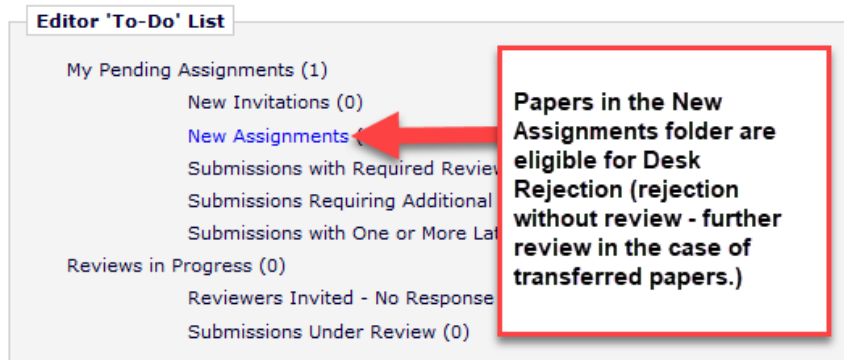 Editor 'To-Do' List
My Pending Assignments (1)
New Invitations (0)
New Assignments (
Submissions with Required
Submissions Requiring Additional
Submissions with One or More
Reviews in Progress (0)
Reviewers Invited - No Response
Submissions Under Review (0)
Papers in the New
Assignments folder are
eligible for Desk
Rejection (rejection
without review - further
review in the case of
transferred papers.)